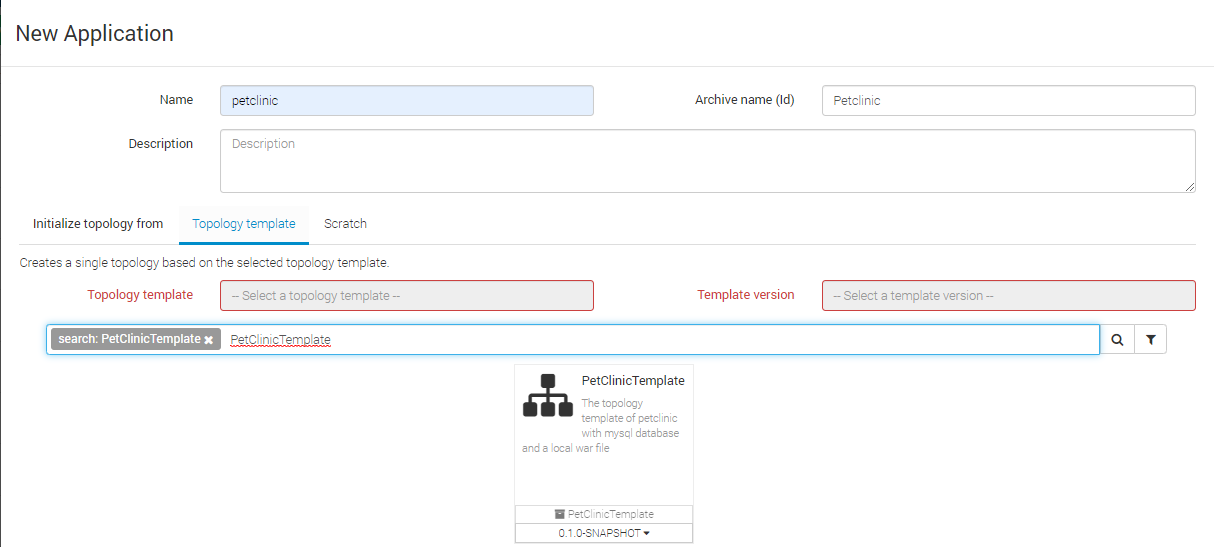 New Application
Name petclinic Archive name (Id) Petclinic
Description Description
Initialize topology from Topology template Scratch
Creates a single topology based on the selected topology template.
Topology template -- Select a topology template -- Template version -- Select a template version --
search: PetClinicTemplate PetClinicTemplate
PetClinicTemplate
The topology
template of petclinic
with mysql database
and a local war file
PetClinicTemplate
0.1.0-SNAPSHOT